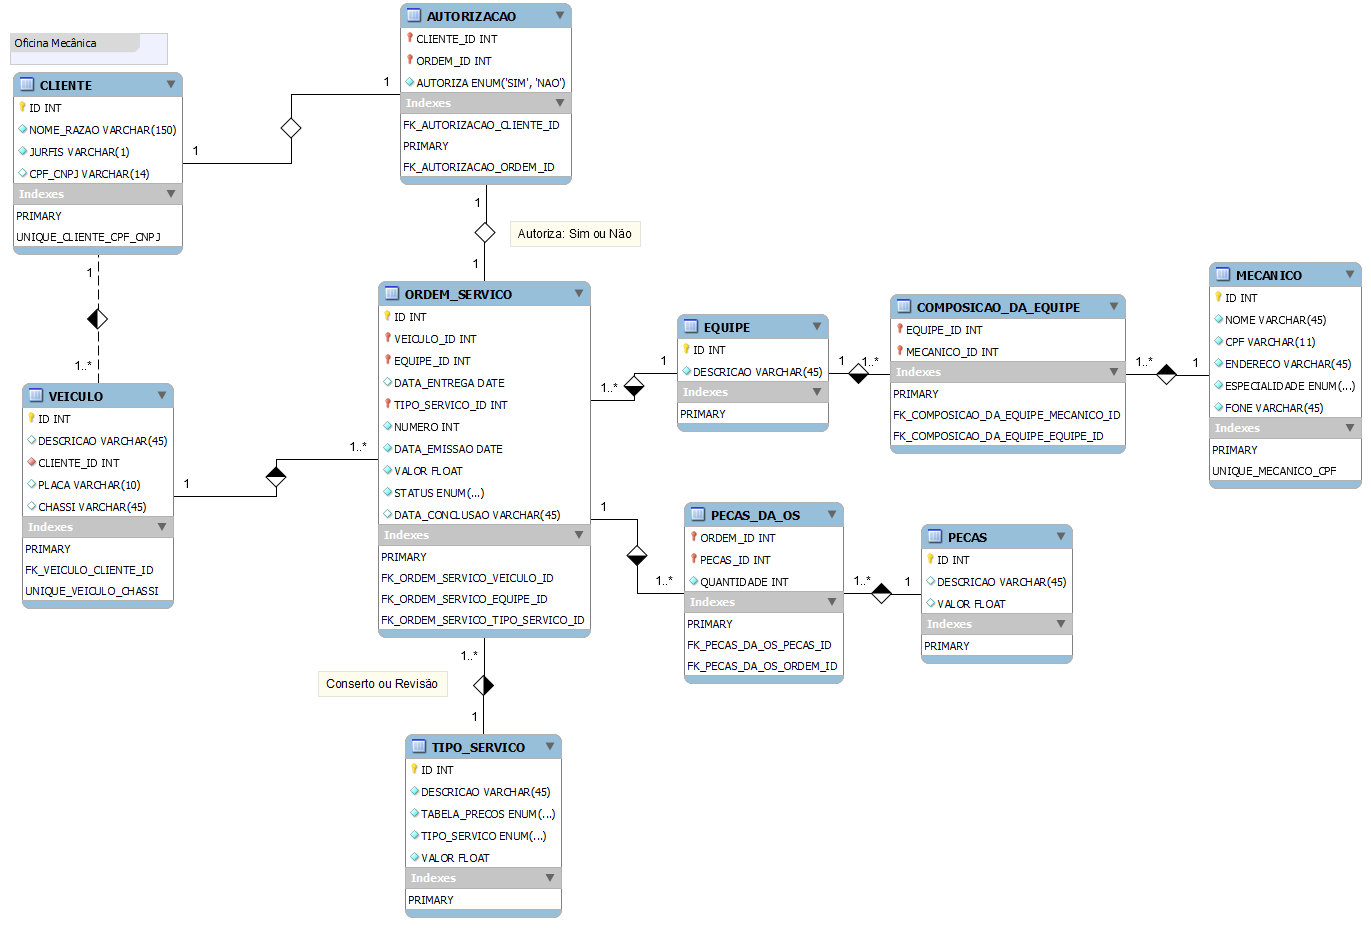 Oficina Mecânica
CLIENTE
ID INT
NOME_RAZAO VARCHAR(150)
JURFIS VARCHAR(1)
CPF_CNPJ VARCHAR(14)
Indexes
PRIMARY
UNIQUE_CLIENTE_CPF_CNPJ
1
1
AUTORIZACAO
CLIENTE_ID INT
ORDEM_ID INT
AUTORIZA ENUM('SIM', 'NAO')
Indexes
FK_AUTORIZACAO_CLIENTE_ID
PRIMARY
FK_AUTORIZACAO_ORDEM_ID
1
Autoriza: Sim ou Não
1
1
1..*
VEICULO
ID INT
DESCRICAO VARCHAR(45)
CLIENTE_ID INT
PLACA VARCHAR(10)
CHASSI VARCHAR(45)
Indexes
PRIMARY
FK_VEICULO_CLIENTE_ID
UNIQUE_VEICULO_CHASSI
1
1..*
ORDEM_SERVICO
ID INT
VEICULO_ID INT
EQUIPE_ID INT
DATA_ENTREGA DATE
TIPO_SERVICO_ID INT
NUMERO INT
DATA_EMISSAO DATE
VALOR FLOAT
STATUS ENUM(...)
DATA_CONCLUSAO VARCHAR(45)
Indexes
PRIMARY
FK_ORDEM_SERVICO_VEICULO_ID
FK_ORDEM_SERVICO_EQUIPE_ID
FK_ORDEM_SERVICO_TIPO_SERVICO_ID
1..*
1
EQUIPE
ID INT
DESCRICAO VARCHAR(45)
Indexes
PRIMARY
1
1..*
COMPOSICAO_DA_EQUIPE
EQUIPE_ID INT
MECANICO_ID INT
Indexes
PRIMARY
FK_COMPOSICAO_DA_EQUIPE_MECANICO_ID
FK_COMPOSICAO_DA_EQUIPE_EQUIPE_ID
1..*
1
MECANICO
ID INT
NOME VARCHAR(45)
CPF VARCHAR(11)
ENDERECO VARCHAR(45)
ESPECIALIDADE ENUM(...)
FONE VARCHAR(45)
Indexes
PRIMARY
UNIQUE_MECANICO_CPF
1
1..*
PECAS_DA_OS
ORDEM_ID INT
PECAS_ID INT
QUANTIDADE INT
Indexes
PRIMARY
FK_PECAS_DA_OS_PECAS_ID
FK_PECAS_DA_OS_ORDEM_ID
1..*
1
PECAS
ID INT
DESCRICAO VARCHAR(45)
VALOR FLOAT
Indexes
PRIMARY
1..*
Conserto ou Revisão
1
TIPO_SERVICO
ID INT
DESCRICAO VARCHAR(45)
TABELA_PRECOS ENUM(...)
TIPO_SERVICO ENUM(...)
VALOR FLOAT
Indexes
PRIMARY